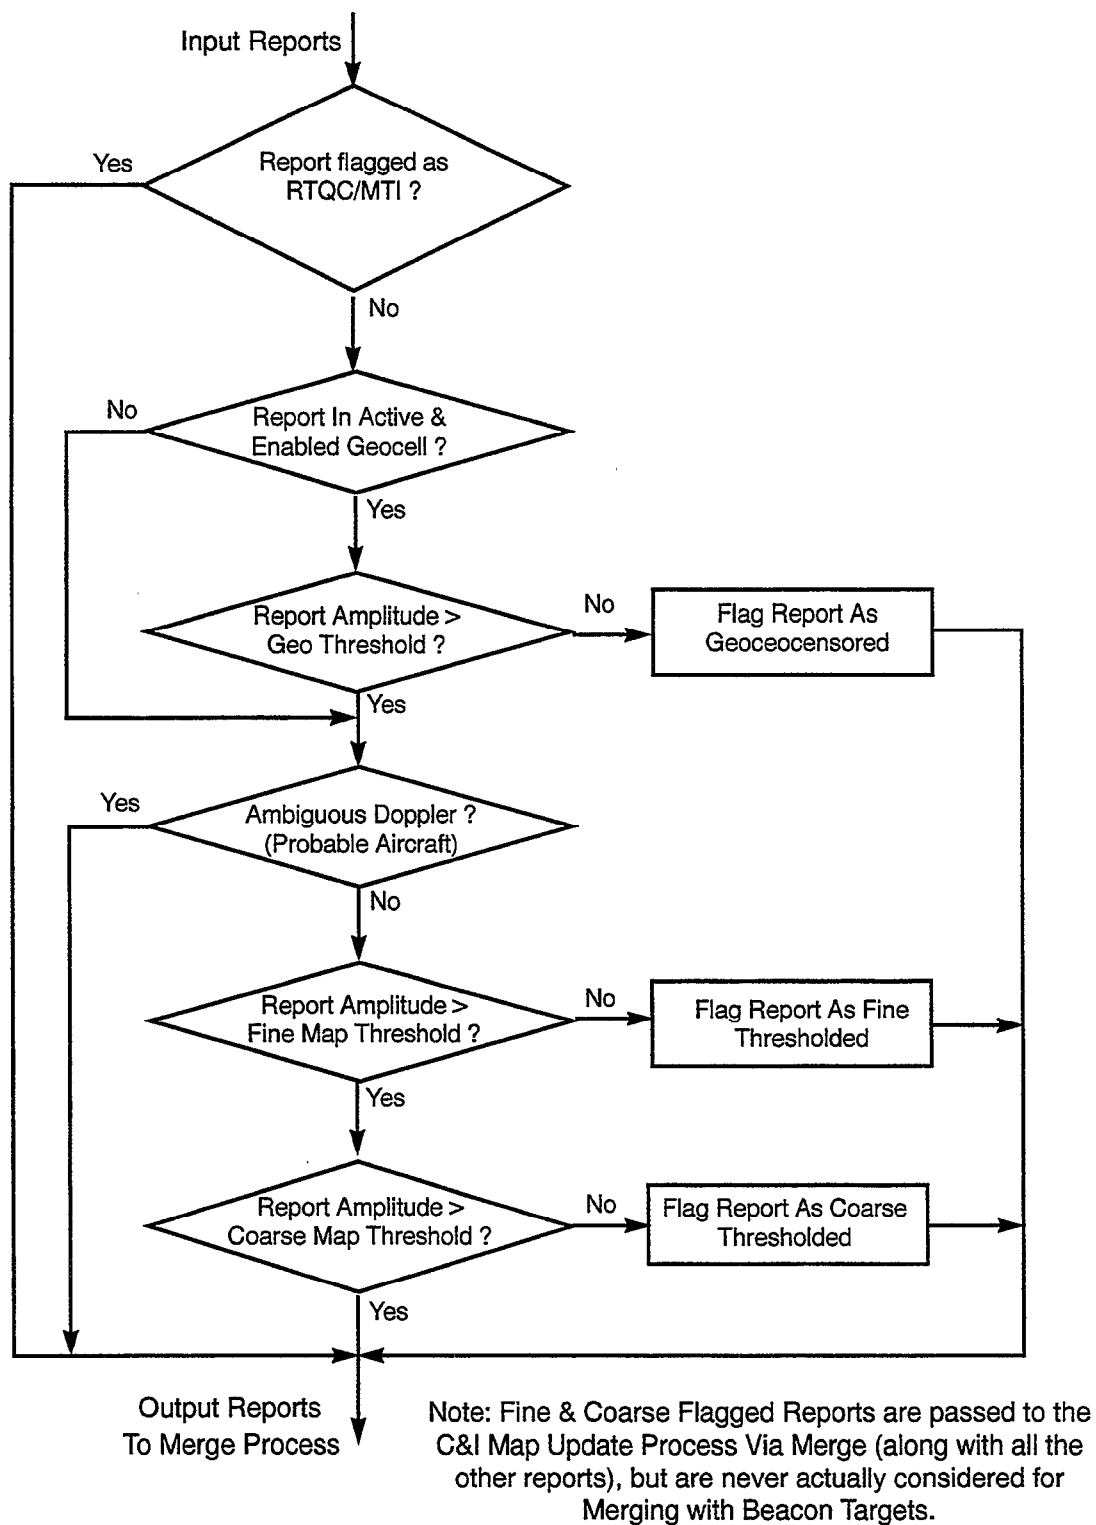 Input Reports
Yes
Report flagged as
RTQC/MTI ?
No
No
Report In Active &
Enabled Geocell ?
Yes
Report Amplitude >
Geo Threshold ?
No
Flag Report As
Geoceocensored
Yes
Yes
Ambiguous Doppler ?
(Probable Aircraft)
No
Report Amplitude >
Fine Map Threshold ?
No
Flag Report As Fine
Thresholded
Yes
Report Amplitude >
Coarse Map Threshold ?
No
Flag Report As Coarse
Thresholded
Yes
Output Reports
To Merge Process
Note: Fine & Coarse Flagged Reports are passed to the
C&I Map Update Process Via Merge (along with all the
other reports), but are never actually considered for
Merging with Beacon Targets.